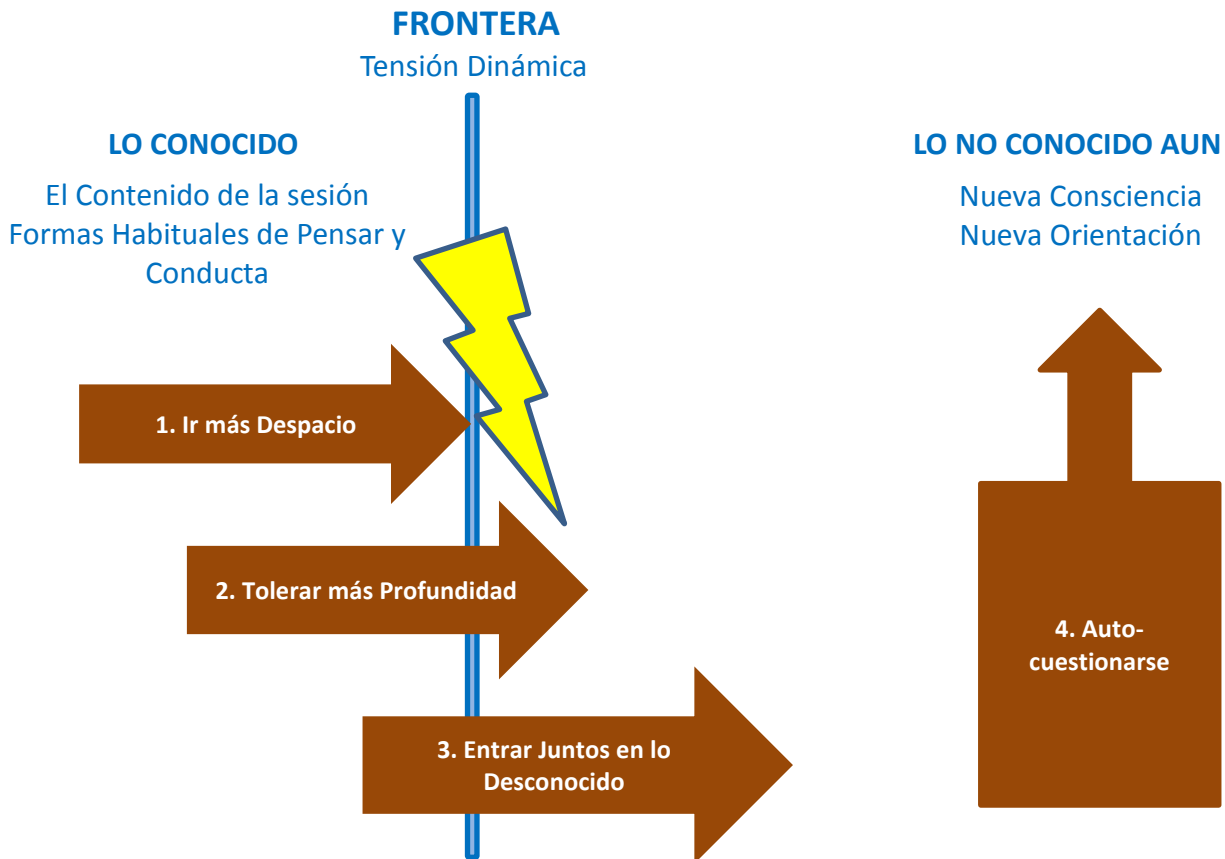 FRONTERA
Tensión Dinámica
LO CONOCIDO
El Contenido de la sesión
Formas Habituales de Pensar y
Conducta
LO NO CONOCIDO AUN
Nueva Consciencia
Nueva Orientación
1. Ir más Despacio
2. Tolerar más Profundidad
3. Entrar Juntos en lo
Desconocido
4. Auto-
cuestionarse